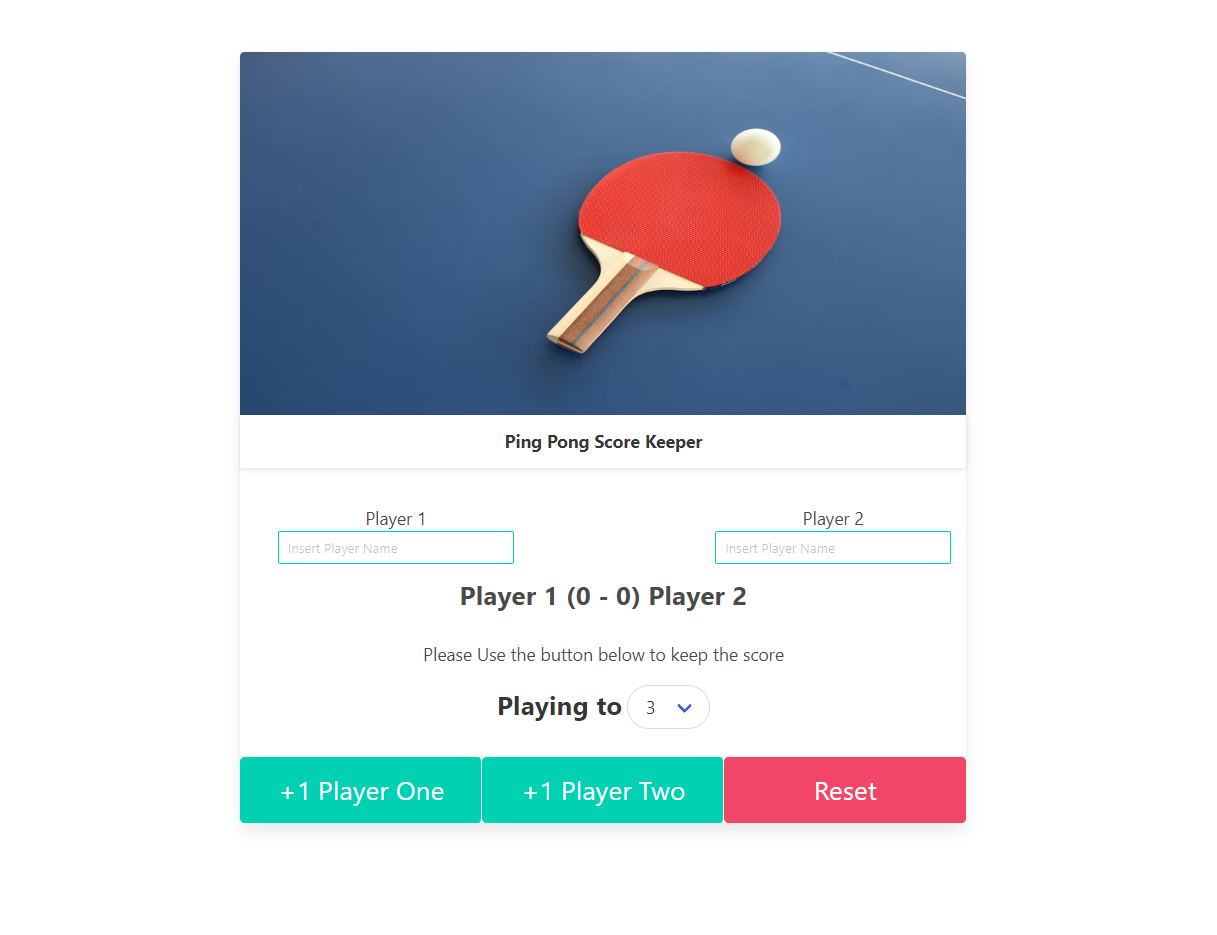 Ping Pong Score Keeper
Player 1
Player 2
Insert Player Name
Insert Player Name
Player 1 (0 - 0) Player 2
Please Use the button below to keep the score
Playing to 3
+1 Player One
+1 Player Two
Reset